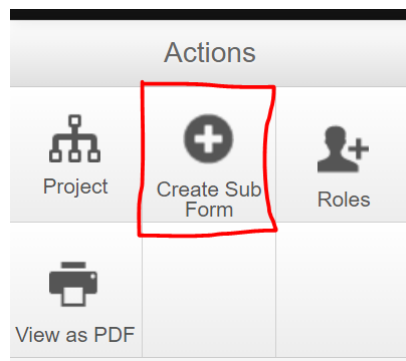 Actions
Project
Create Sub
Form
Roles
View as PDF